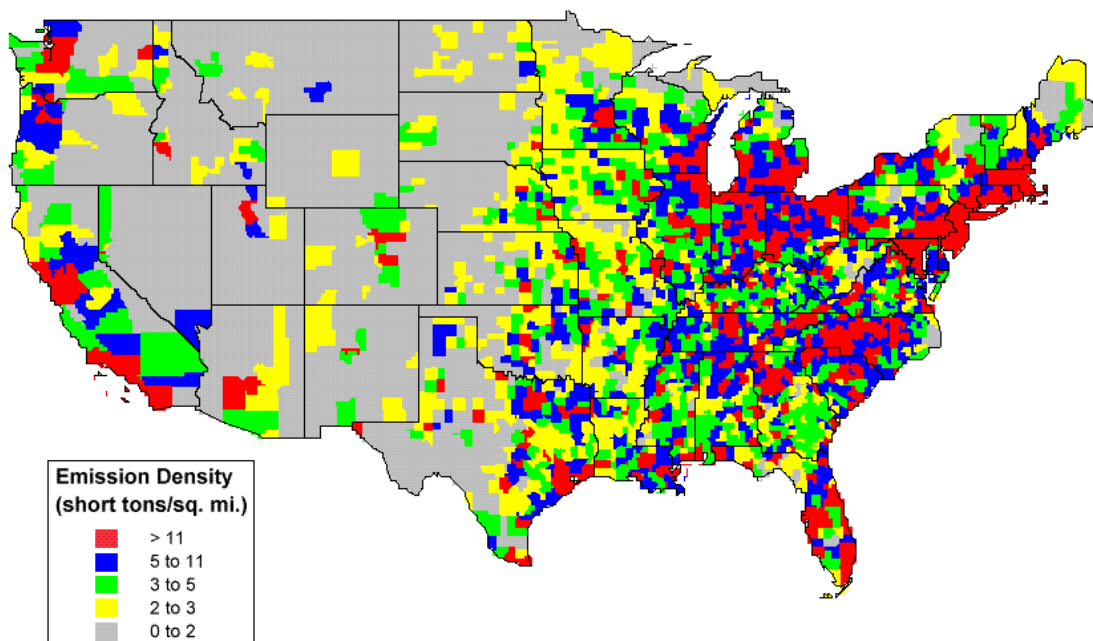 Emission Density
(short tons/sq. mi.)
> 11
5 to 11
3 to 5
2 to 3
0 to 2